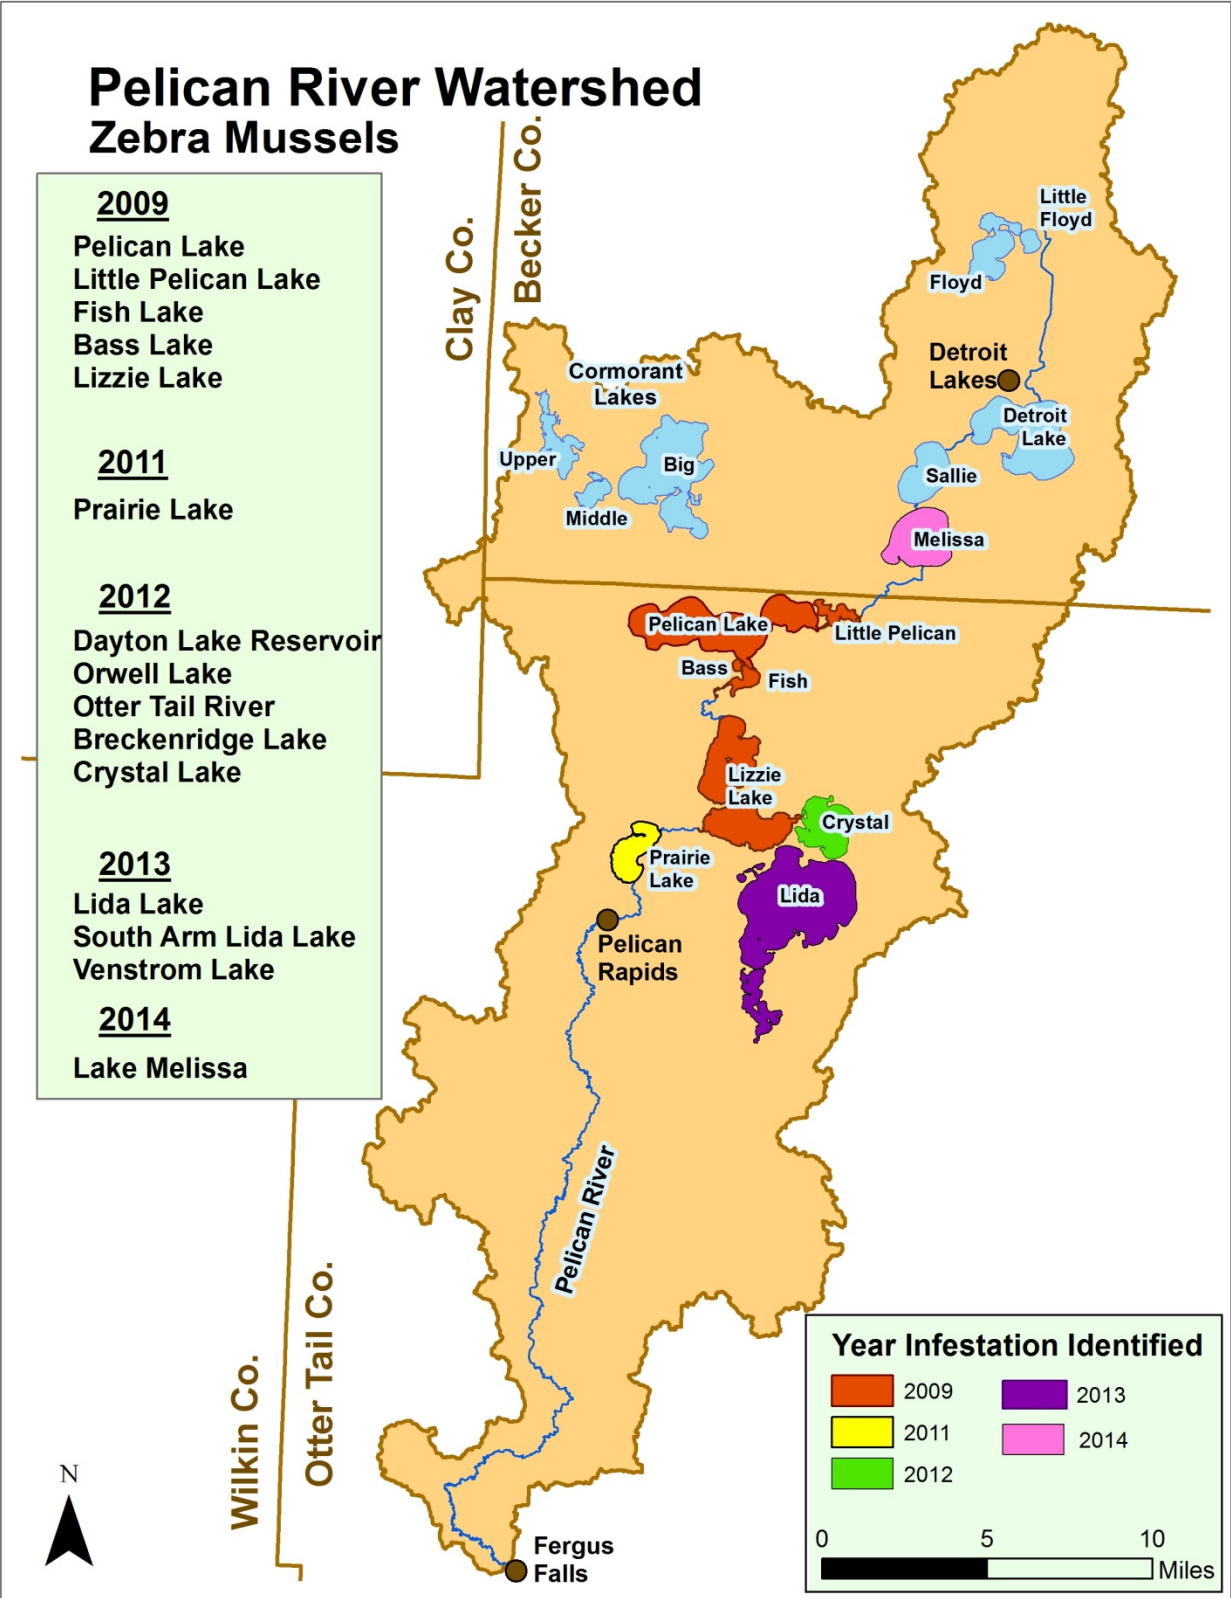 Pelican River Watershed
Zebra Mussels
2009
Pelican Lake
Little Pelican Lake
Fish Lake
Bass Lake
Lizzie Lake
2011
Prairie Lake
2012
Dayton Lake Reservoir
Orwell Lake
Otter Tail River
Breckenridge Lake
Crystal Lake
2013
Lida Lake
South Arm Lida Lake
Venstrom Lake
2014
Lake Melissa
Clay Co.
Becker Co.
Little
Floyd
Floyd
Detroit
Lakes
Cormorant
Lakes
Detroit
Lake
Upper
Big
Sallie
Middle
Melissa
Pelican Lake
Little Pelican
Bass
Fish
Lizzie
Lake
Crystal
Prairie
Lake
Lida
Pelican
Rapids
Pelican River
Wilkin Co.
Otter Tail Co.
Fergus
Falls
N
Year Infestation Identified
2009
2013
2011
2014
2012
0
5
10
Miles